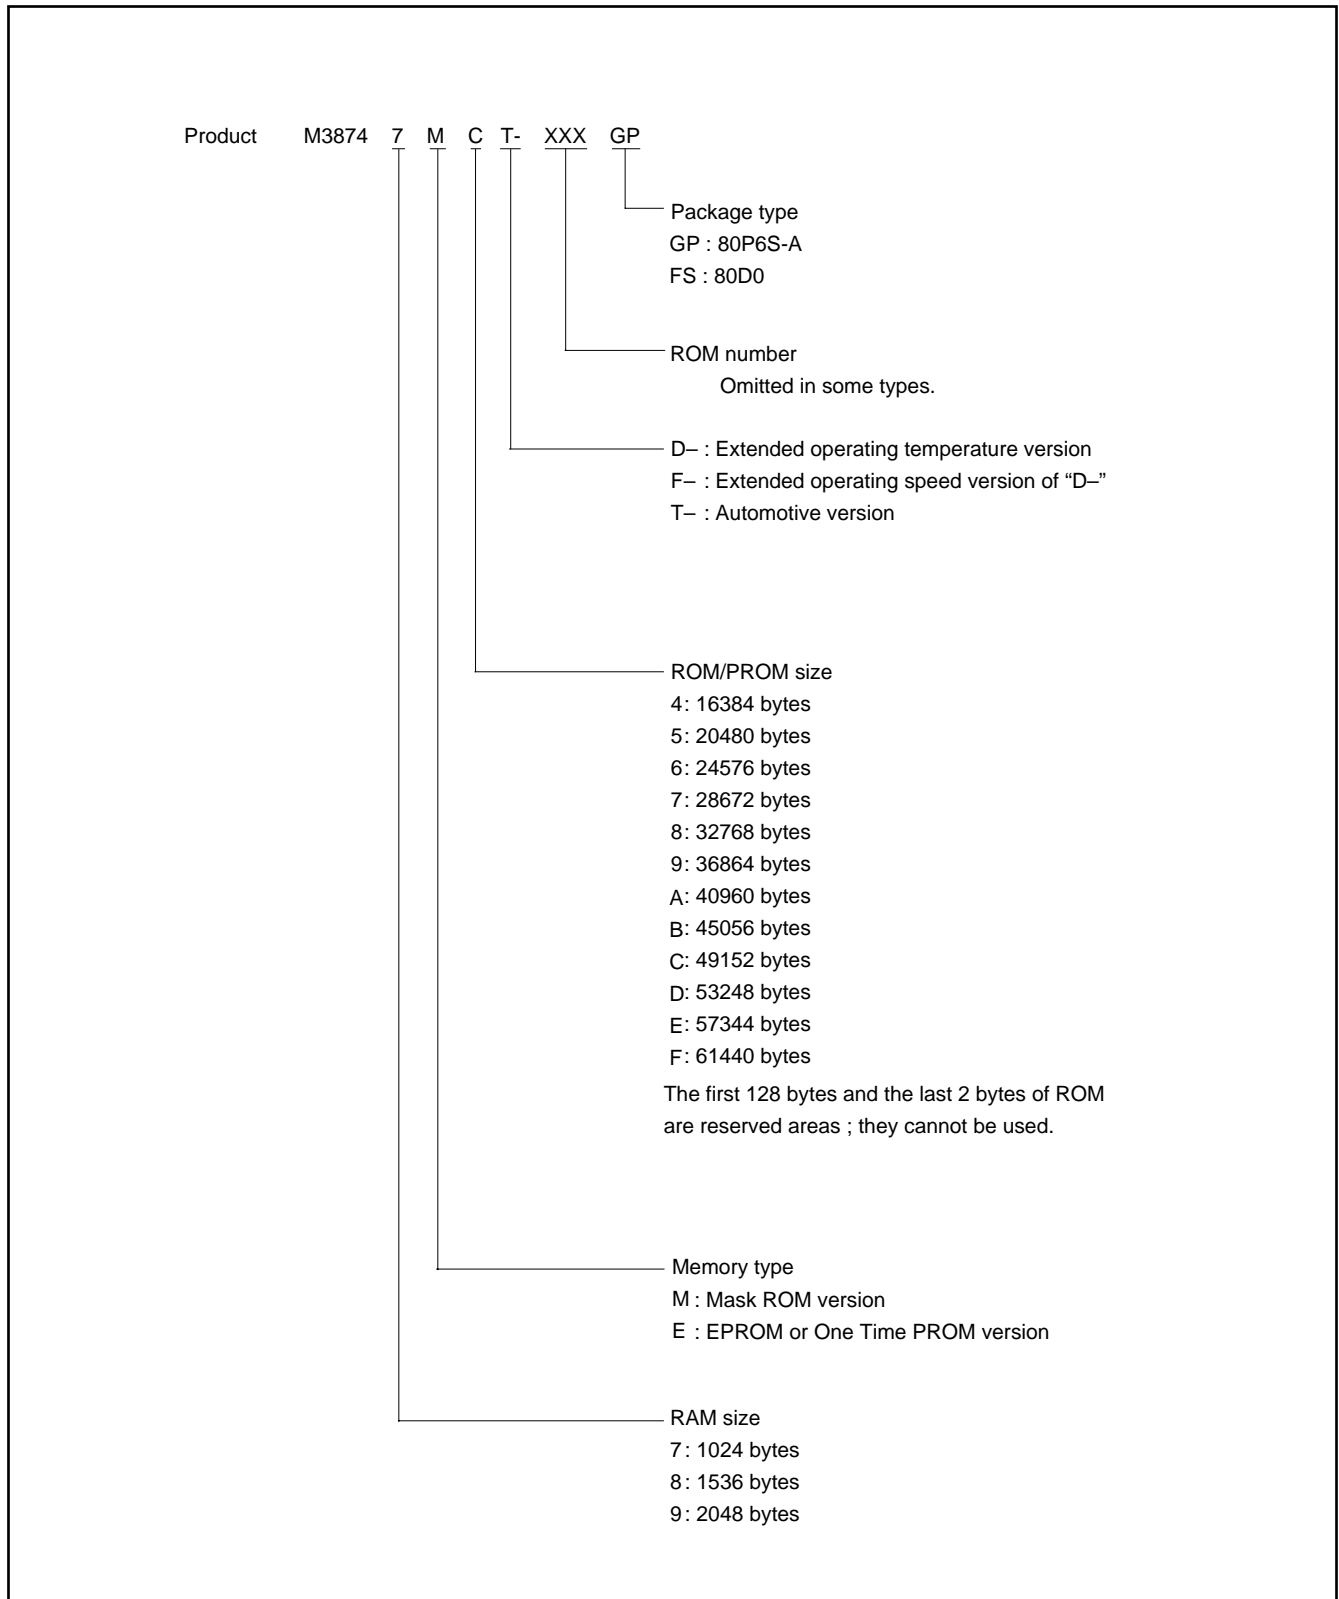 Product M3874 7 M C T- XXX GP
Package type
GP : 80P6S-A
FS : 80D0
ROM number
Omitted in some types.
D– : Extended operating temperature version
F– : Extended operating speed version of “D–”
T– : Automotive version
ROM/PROM size
4: 16384 bytes
5: 20480 bytes
6: 24576 bytes
7: 28672 bytes
8: 32768 bytes
9: 36864 bytes
A: 40960 bytes
B: 45056 bytes
C: 49152 bytes
D: 53248 bytes
E: 57344 bytes
F: 61440 bytes
The first 128 bytes and the last 2 bytes of ROM
are reserved areas ; they cannot be used.
Memory type
M : Mask ROM version
E : EPROM or One Time PROM version
RAM size
7: 1024 bytes
8: 1536 bytes
9: 2048 bytes